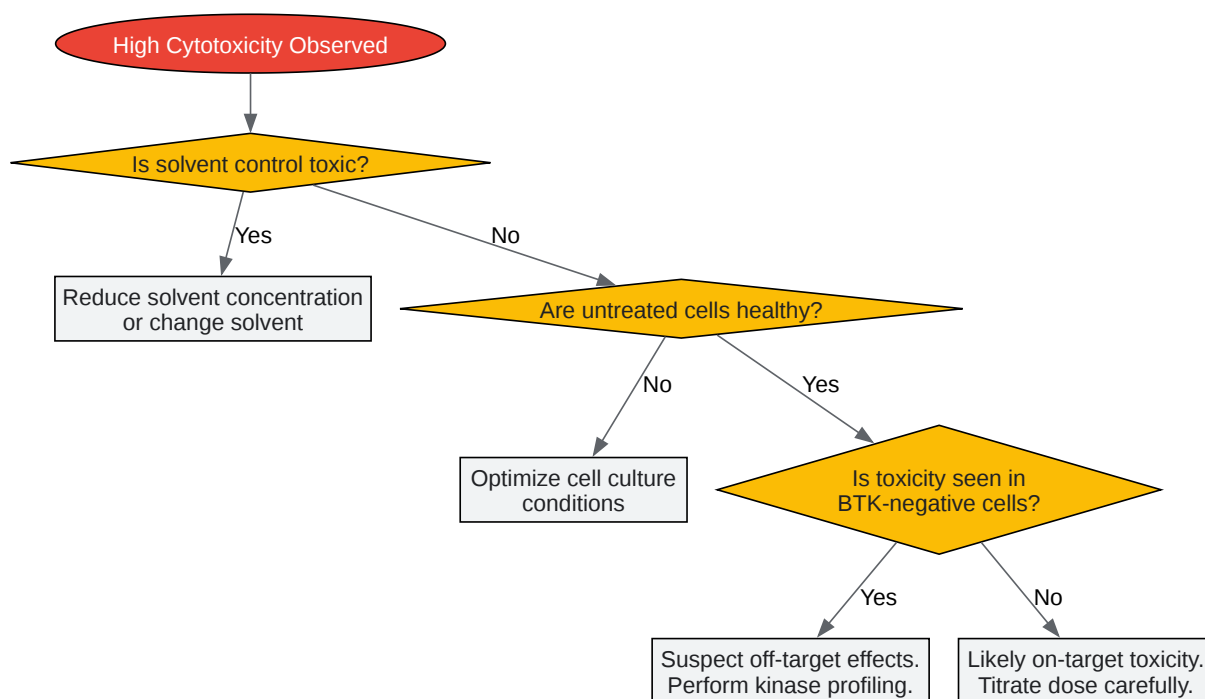 High Cytotoxicity Observed
Is solvent control toxic?
Yes
No
Reduce solvent concentration
or change solvent
Are untreated cells healthy?
No
Yes
Optimize cell culture
conditions
Is toxicity seen in
BTK-negative cells?
Yes
No
Suspect off-target effects.
Perform kinase profiling.
Likely on-target toxicity.
Titrate dose carefully.